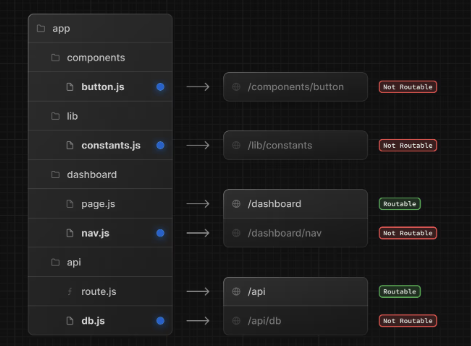 app
components
button.js /components/button Not Routable
lib
constants.js /lib/constants Not Routable
dashboard
page.js /dashboard Routable
nav.js /dashboard/nav Not Routable
api
route.js /api Routable
db.js /api/db Not Routable